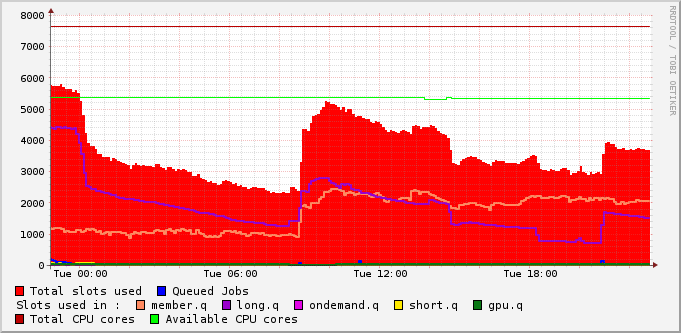 8000
7000
6000
5000
4000
3000
2000
1000
0
Tue 00:00 Tue 06:00 Tue 12:00 Tue 18:00
Total slots used Queued Jobs
Slots used in : member.q long.q ondemand.q short.q gpu.q
Total CPU cores Available CPU cores
RRDTOOL / TOBI OETIKER